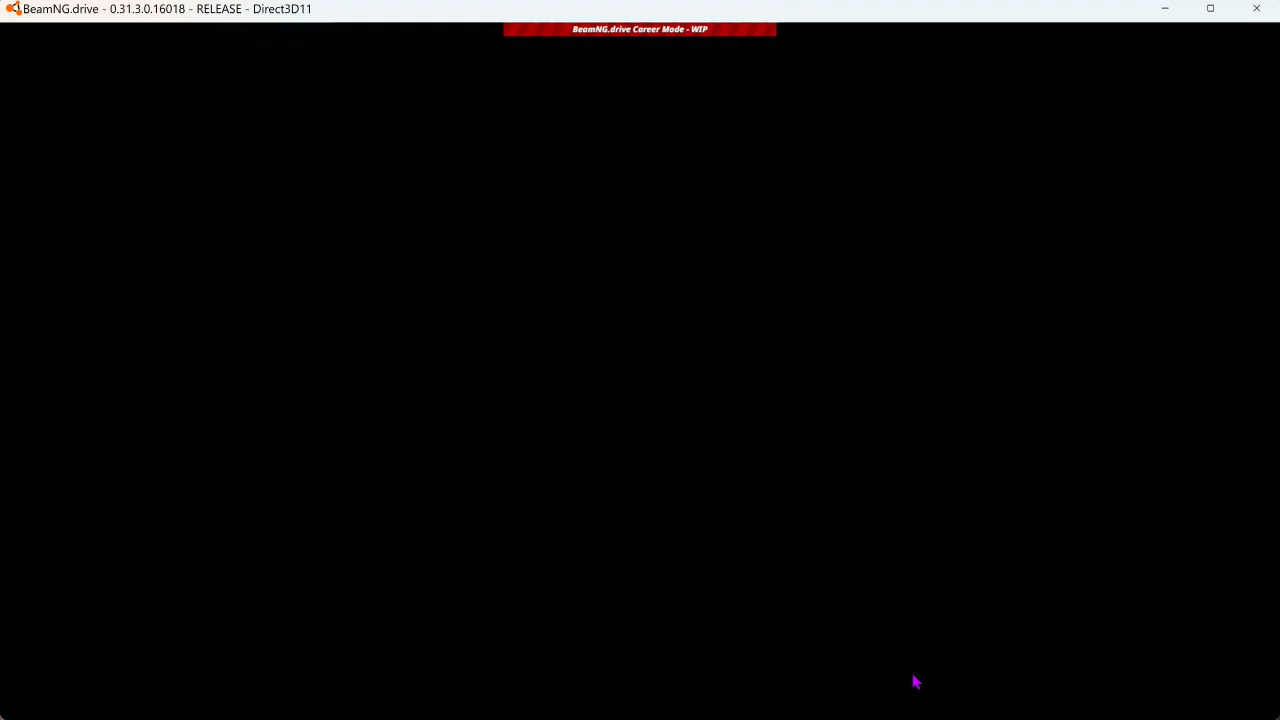 BeamNG.drive - 0.31.3.0.16018 - RELEASE - Direct3D11
BeamNG.drive Career Mode - WIP